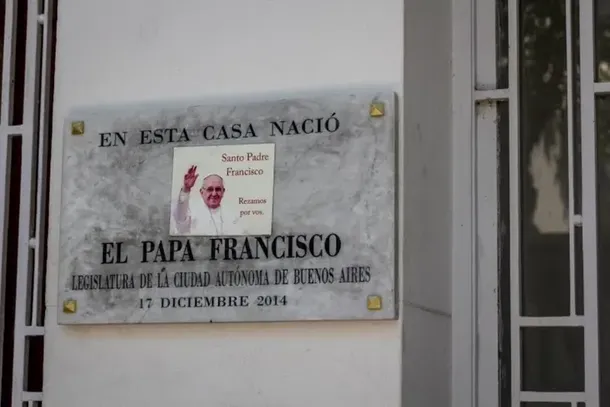 EN ESTA CASA NACIÓ
Santo Padre
Francisco
Rezamos
por vos.
EL PAPA FRANCISCO
LEGISLATURA DE LA CIUDAD AUTÓNOMA DE BUENOS AIRES
17 DICIEMBRE 2014